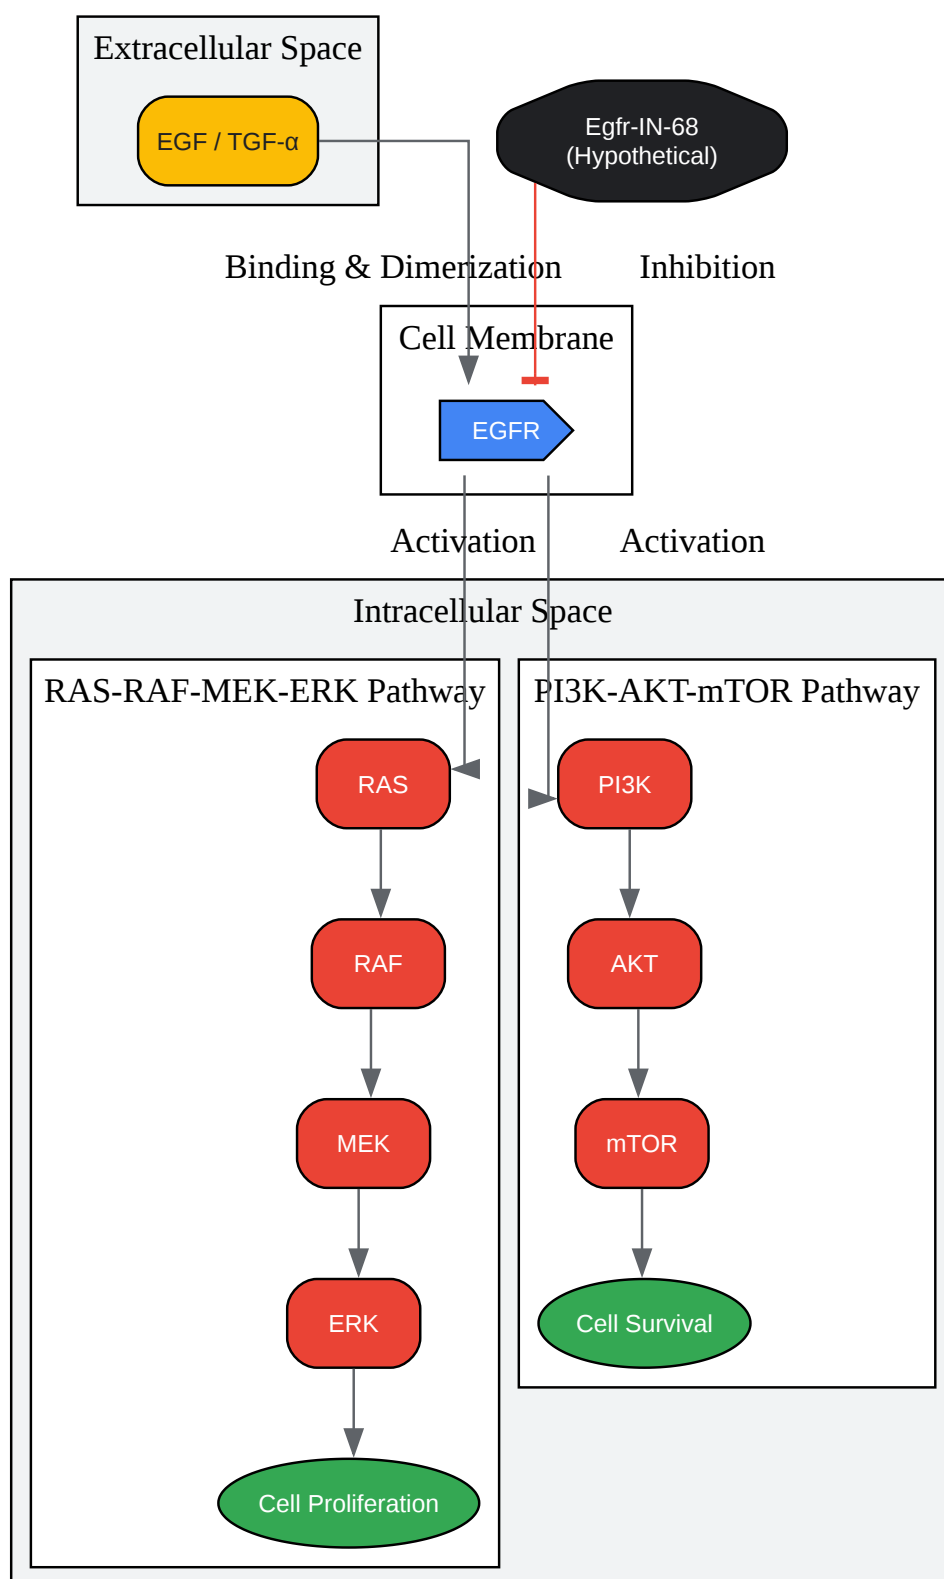 Extracellular Space
EGF / TGF-α
Egfr-IN-68
(Hypothetical)
Binding & Dimerization
Inhibition
Cell Membrane
EGFR
Activation
Activation
Intracellular Space
RAS-RAF-MEK-ERK Pathway
PI3K-AKT-mTOR Pathway
RAS
PI3K
RAF
AKT
MEK
mTOR
ERK
Cell Survival
Cell Proliferation